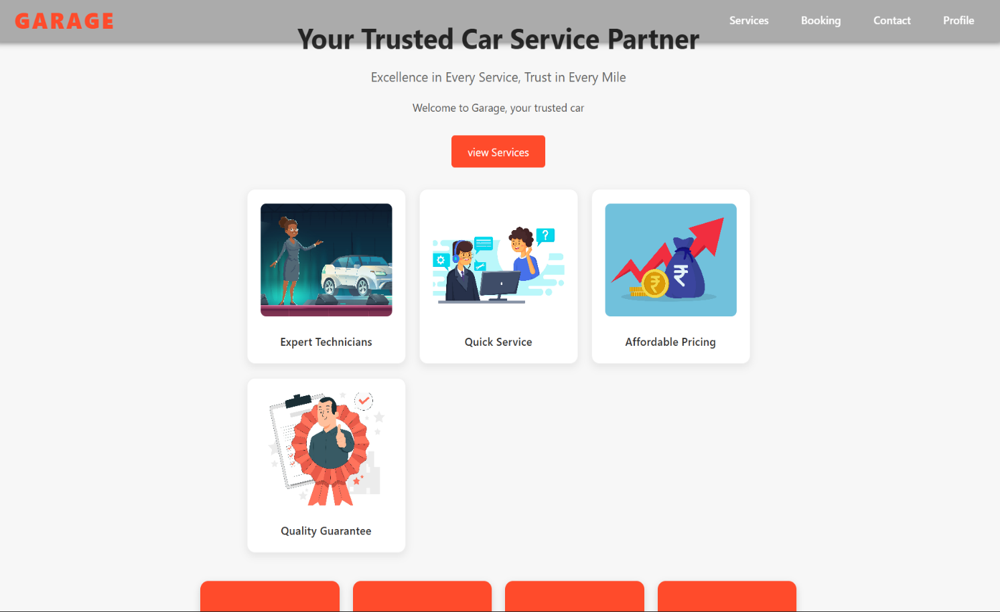 GARAGE
Services
Booking
Contact
Profile
Your Trusted Car Service Partner
Excellence in Every Service, Trust in Every Mile
Welcome to Garage, your trusted car
view Services
?
₹
₹
Expert Technicians
Quick Service
Affordable Pricing
Quality Guarantee